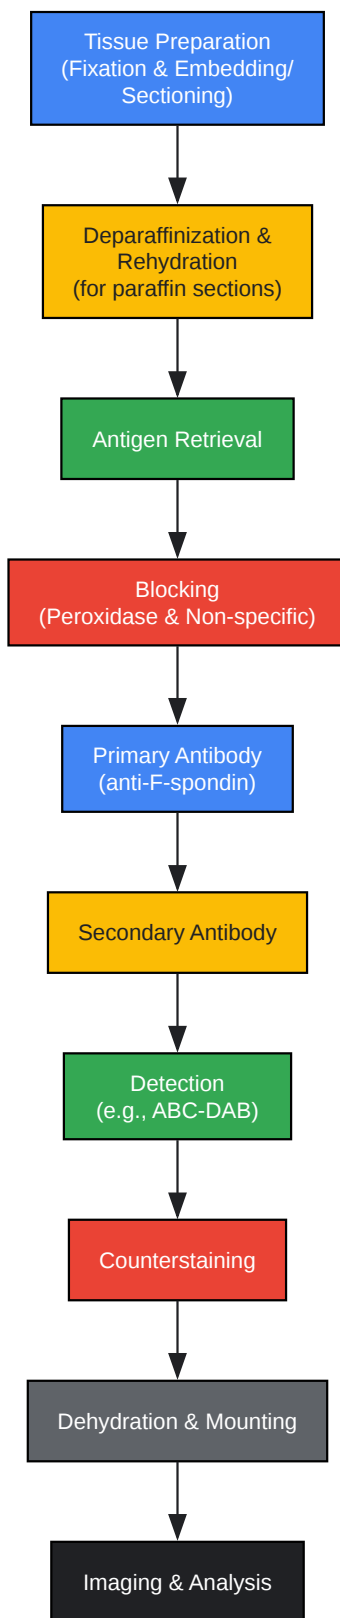 Tissue Preparation
(Fixation & Embedding/
Sectioning)
Deparaffinization &
Rehydration
(for paraffin sections)
Antigen Retrieval
Blocking
(Peroxidase & Non-specific)
Primary Antibody
(anti-F-spondin)
Secondary Antibody
Detection
(e.g., ABC-DAB)
Counterstaining
Dehydration & Mounting
Imaging & Analysis